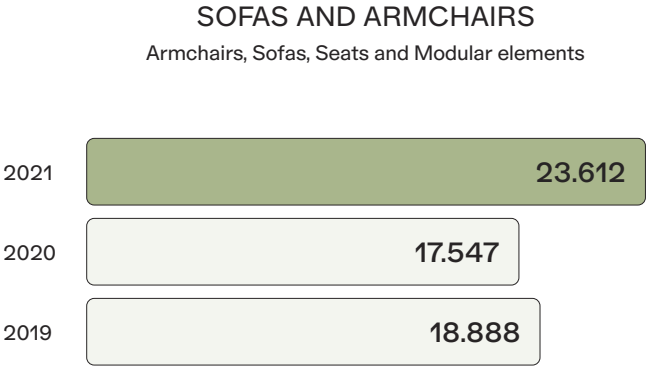 SOFAS AND ARMCHAIRS
Armchairs, Sofas, Seats and Modular elements
2021 23.612
2020 17.547
2019 18.888